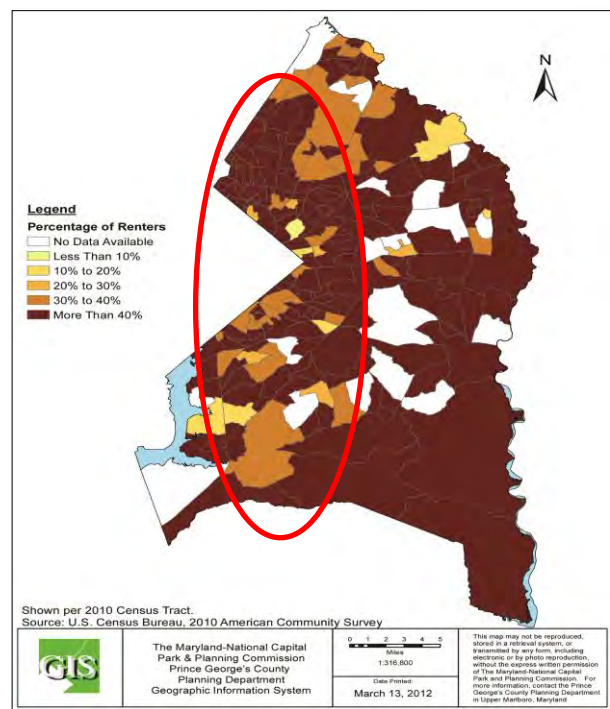 N
Legend
Percentage of Renters
No Data Available
Less Than 10%
10% to 20%
20% to 30%
30% to 40%
More Than 40%
Shown per 2010 Census Tract.
Source: U.S. Census Bureau, 2010 American Community Survey
GIS
The Maryland-National Capital
Park & Planning Commission
Prince George's County
Planning Department
Geographic Information System
0 1 2 3 4 5
Miles
1:316,800
Date Printed:
March 13, 2012
This map may not be reproduced,
stored in a retrieval system, or
transmitted by any form, including
electronic or by photo reproduction,
without the express written permission
of The Maryland-National Capital
Park and Planning Commission. For
more information, contact the Prince
George's County Planning Department
in Upper Marlboro, Maryland